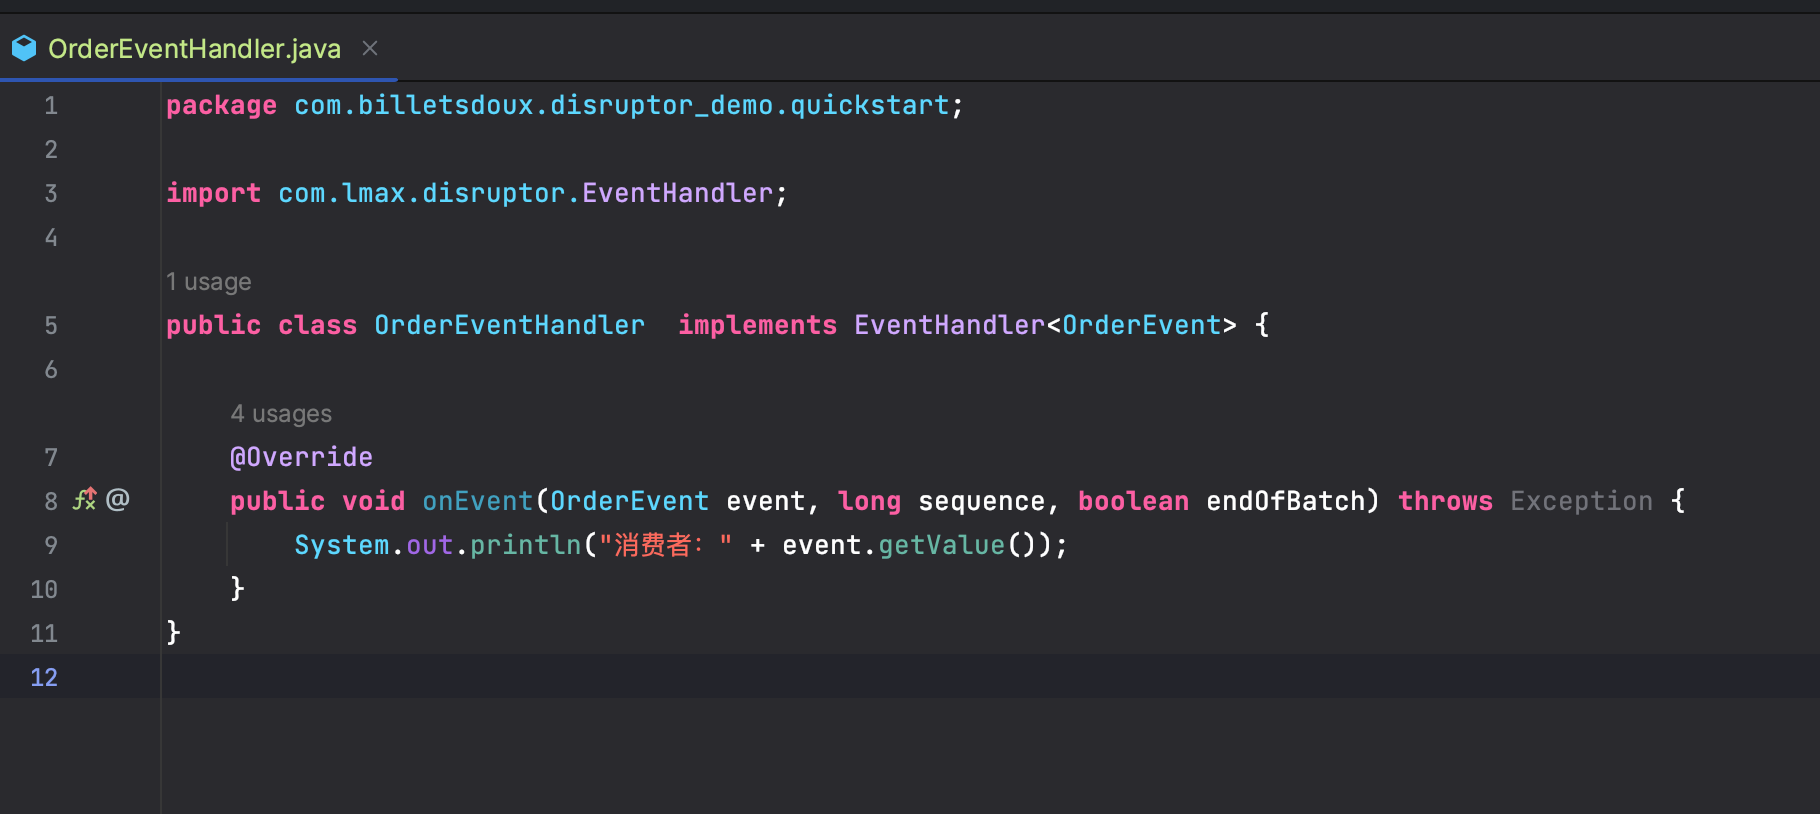 OrderEventHandler.java
1 package com.billetsdoux.disruptor_demo.quickstart;
2
3 import com.lmax.disruptor.EventHandler;
4
1 usage
5 public class OrderEventHandler  implements EventHandler<OrderEvent> {
6
4 usages
7 @Override
8 public void onEvent(OrderEvent event, long sequence, boolean endOfBatch) throws Exception {
9 System.out.println("消费者：" + event.getValue());
10 }
11 }
12